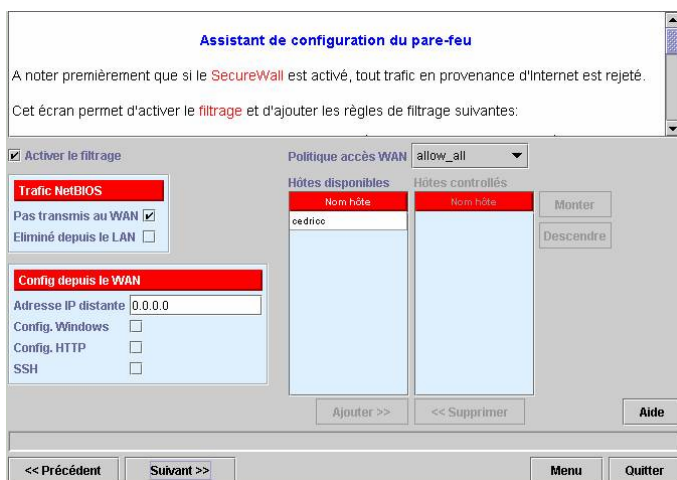 Assistant de configuration du pare-feu
A noter premièrement que si le SecureWall est activé, tout trafic en provenance d'Internet est rejeté.
Cet écran permet d'activer le filtrage et d'ajouter les règles de filtrage suivantes:
Activer le filtrage
Politique accès WAN allow_all
Trafic NetBIOS
Pas transmis au WAN
Eliminé depuis le LAN
Config depuis le WAN
Adresse IP distante 0.0.0.0
Config. Windows
Config. HTTP
SSH
Hôtes disponibles
Nom hôte
cedricc
Hôtes controllés
Nom hôte
Monter
Descendre
Ajouter >>
<< Supprimer
Aide
<< Précédent
Suivant >>
Menu
Quitter